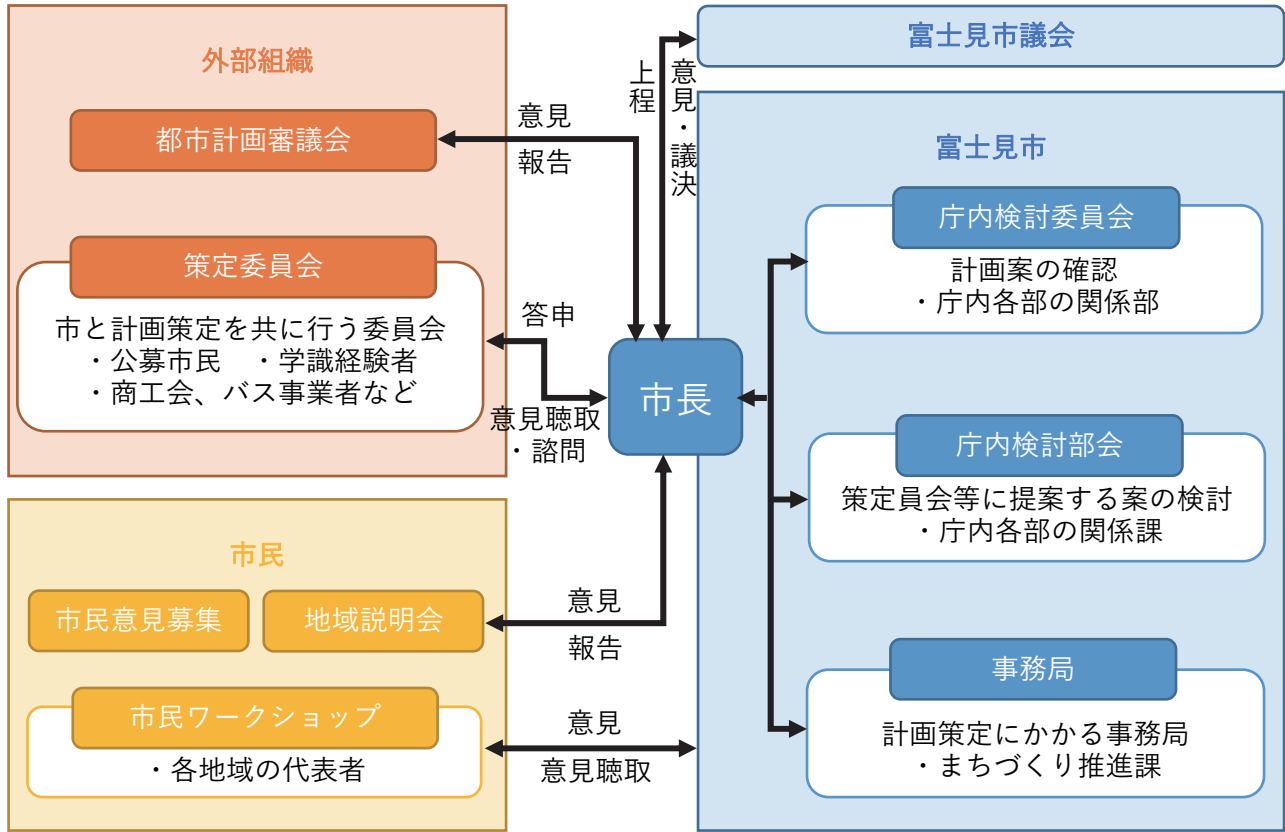 外部組織
都市計画審議会
策定委員会
市と計画策定を共に行う委員会
・公募市民　・学識経験者
・商工会、バス事業者など
市民
市民意見募集
地域説明会
市民ワークショップ
・各地域の代表者
意見
報告
答申
意見聴取
・諮問
意見
報告
意見
意見聴取
上程
意見・議決
市長
富士見市議会
富士見市
庁内検討委員会
計画案の確認
・庁内各部の関係部
庁内検討部会
策定員会等に提案する案の検討
・庁内各部の関係課
事務局
計画策定にかかる事務局
・まちづくり推進課